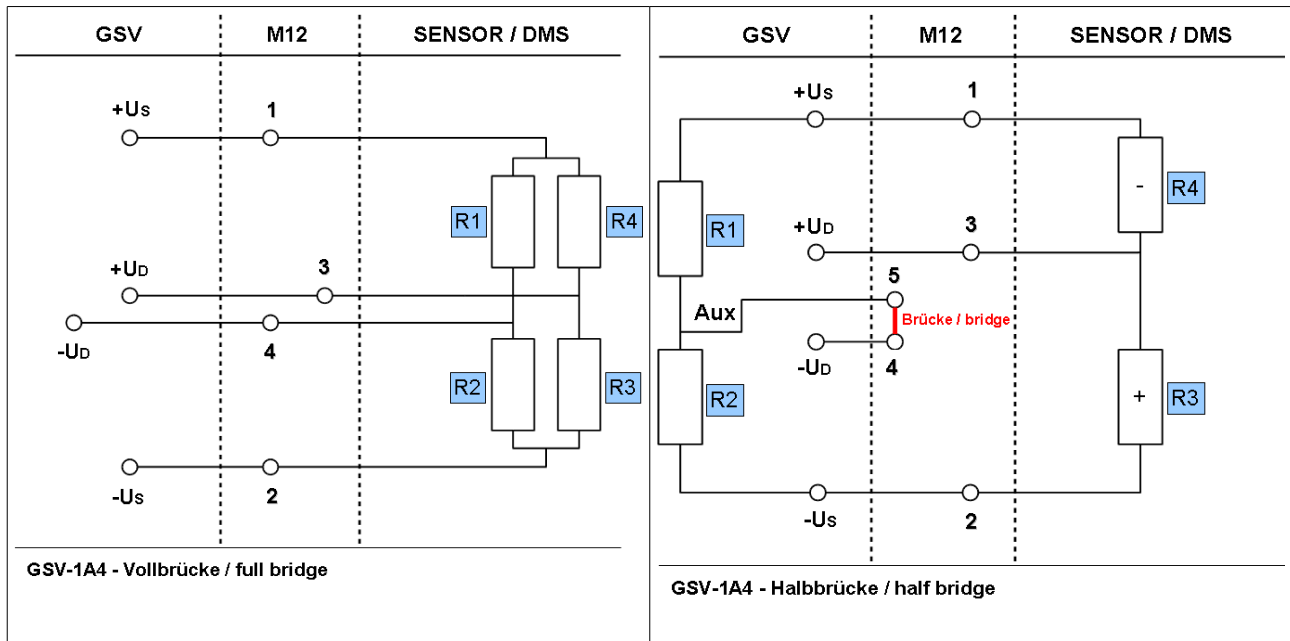 GSV M12 SENSOR / DMS
+US 1
R1 R4
+UD 3
-UD 4
R2 R3
-US 2
GSV-1A4 - Vollbrücke / full bridge
GSV M12 SENSOR / DMS
+US 1
- R4
R1
+UD 3
5
Aux
Brücke / bridge
-UD 4
R2 + R3
-US 2
GSV-1A4 - Halbbrücke / half bridge